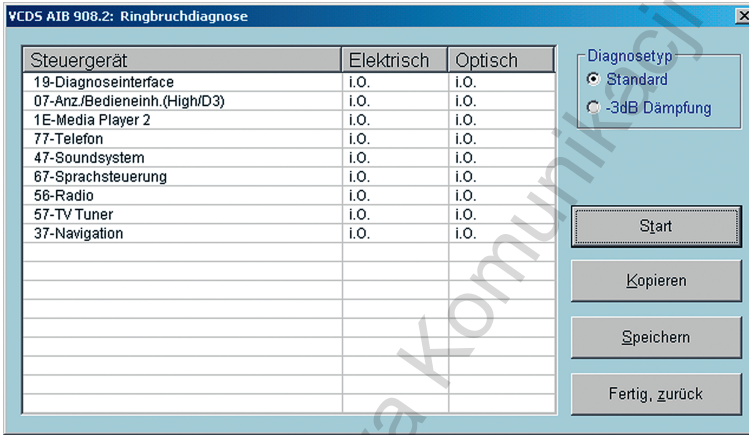 VCDS AIB 908.2: Ringbruchdiagnose
Steuergerät Elektrisch Optisch
19-Diagnoseinterface i.O. i.O.
07-Anz./Bedieneinh.(High/D3) i.O. i.O.
1E-Media Player 2 i.O. i.O.
77-Telefon i.O. i.O.
47-Soundsystem i.O. i.O.
67-Sprachsteuerung i.O. i.O.
56-Radio i.O. i.O.
57-TV Tuner i.O. i.O.
37-Navigation i.O. i.O.
Diagnosetyp
Standard
-3dB Dämpfung
Start
Kopieren
Speichern
Fertig, zurück
a Komunikacji